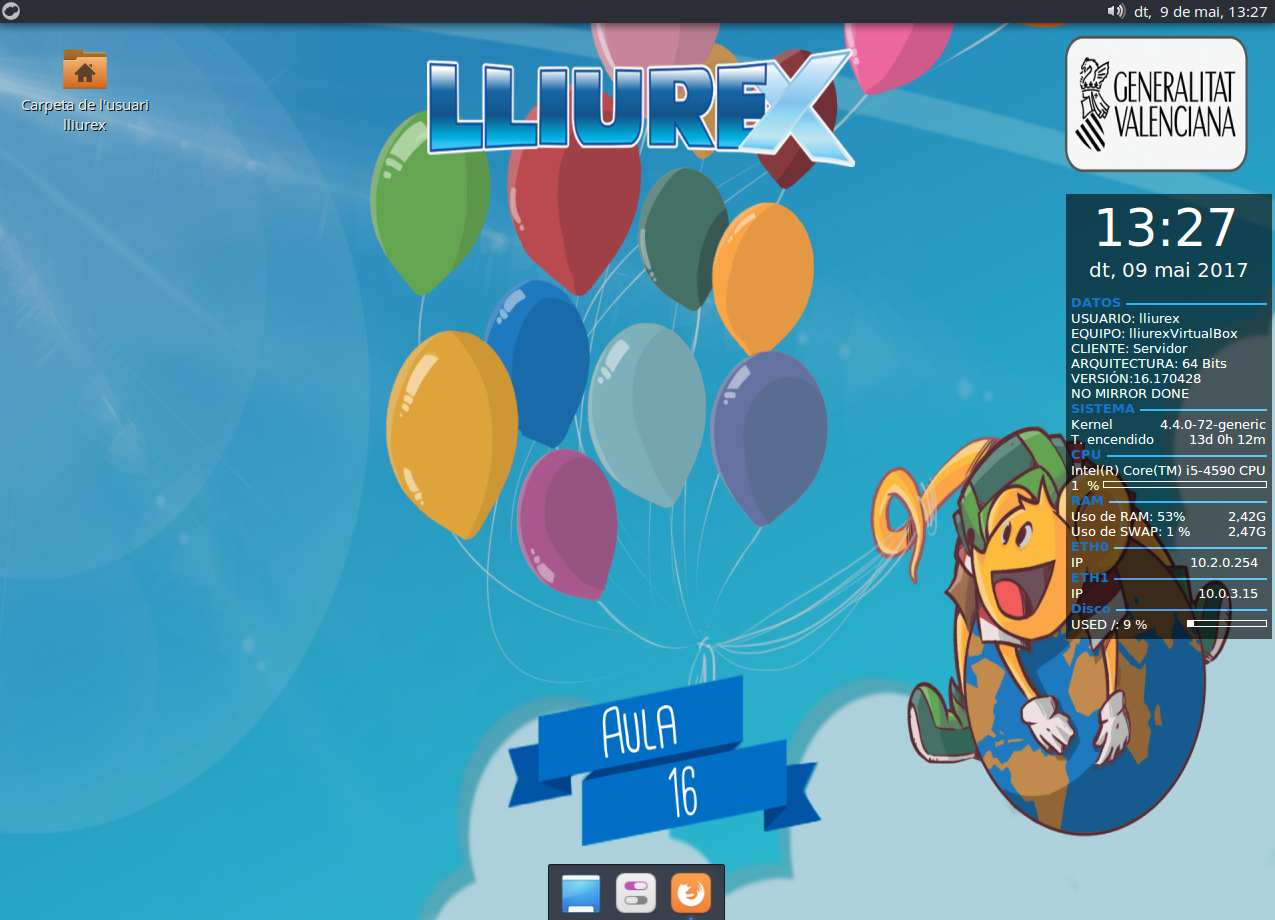 dt, 9 de mai, 13:27
Carpeta de l'usuari
lliurex
LLIUREX
GENERALITAT
VALENCIANA
13:27
dt, 09 mai 2017
DATOS
USUARIO: lliurex
EQUIPO: lliurexVirtualBox
CLIENTE: Servidor
ARQUITECTURA: 64 Bits
VERSIÓN:16.170428
NO MIRROR DONE
SISTEMA
Kernel 4.4.0-72-generic
T. encendido 13d 0h 12m
CPU
Intel(R) Core(TM) i5-4590 CPU
1 %
RAM
Uso de RAM: 53% 2,42G
Uso de SWAP: 1 % 2,47G
ETH0
IP 10.2.0.254
ETH1
IP 10.0.3.15
Disco
USED /: 9 %
AULA
16